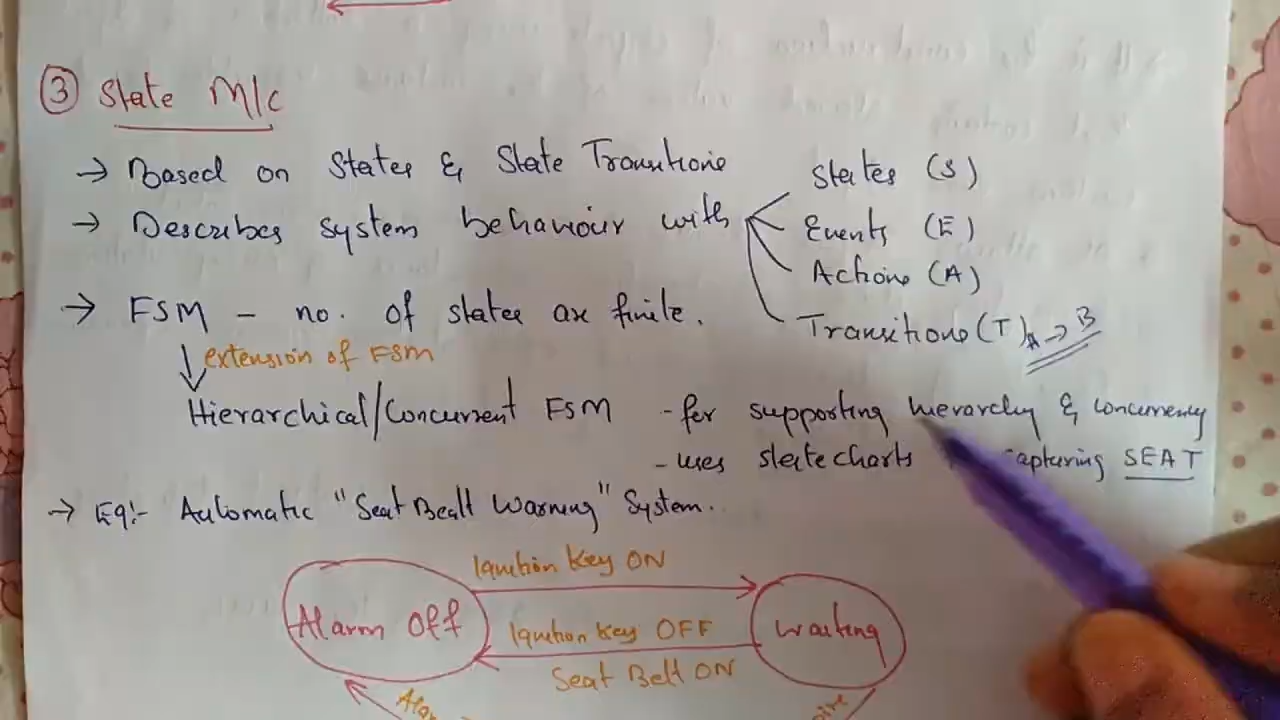 ③ State M/c
→ Based on States & State Transitions
→ Describes system behaviour with
States (S)
Events (E)
Actions (A)
Transitions (T) A → B
→ FSM - no. of states are finite.
extension of FSM
Hierarchical/Concurrent FSM - for supporting hierarchy & concurrency
- uses statecharts capturing SEAT
→ Eg:- Automatic "Seat Bealt Warning" System.
Ignition Key ON
Alarm Off
Waiting
Ignition Key OFF
Seat Belt ON